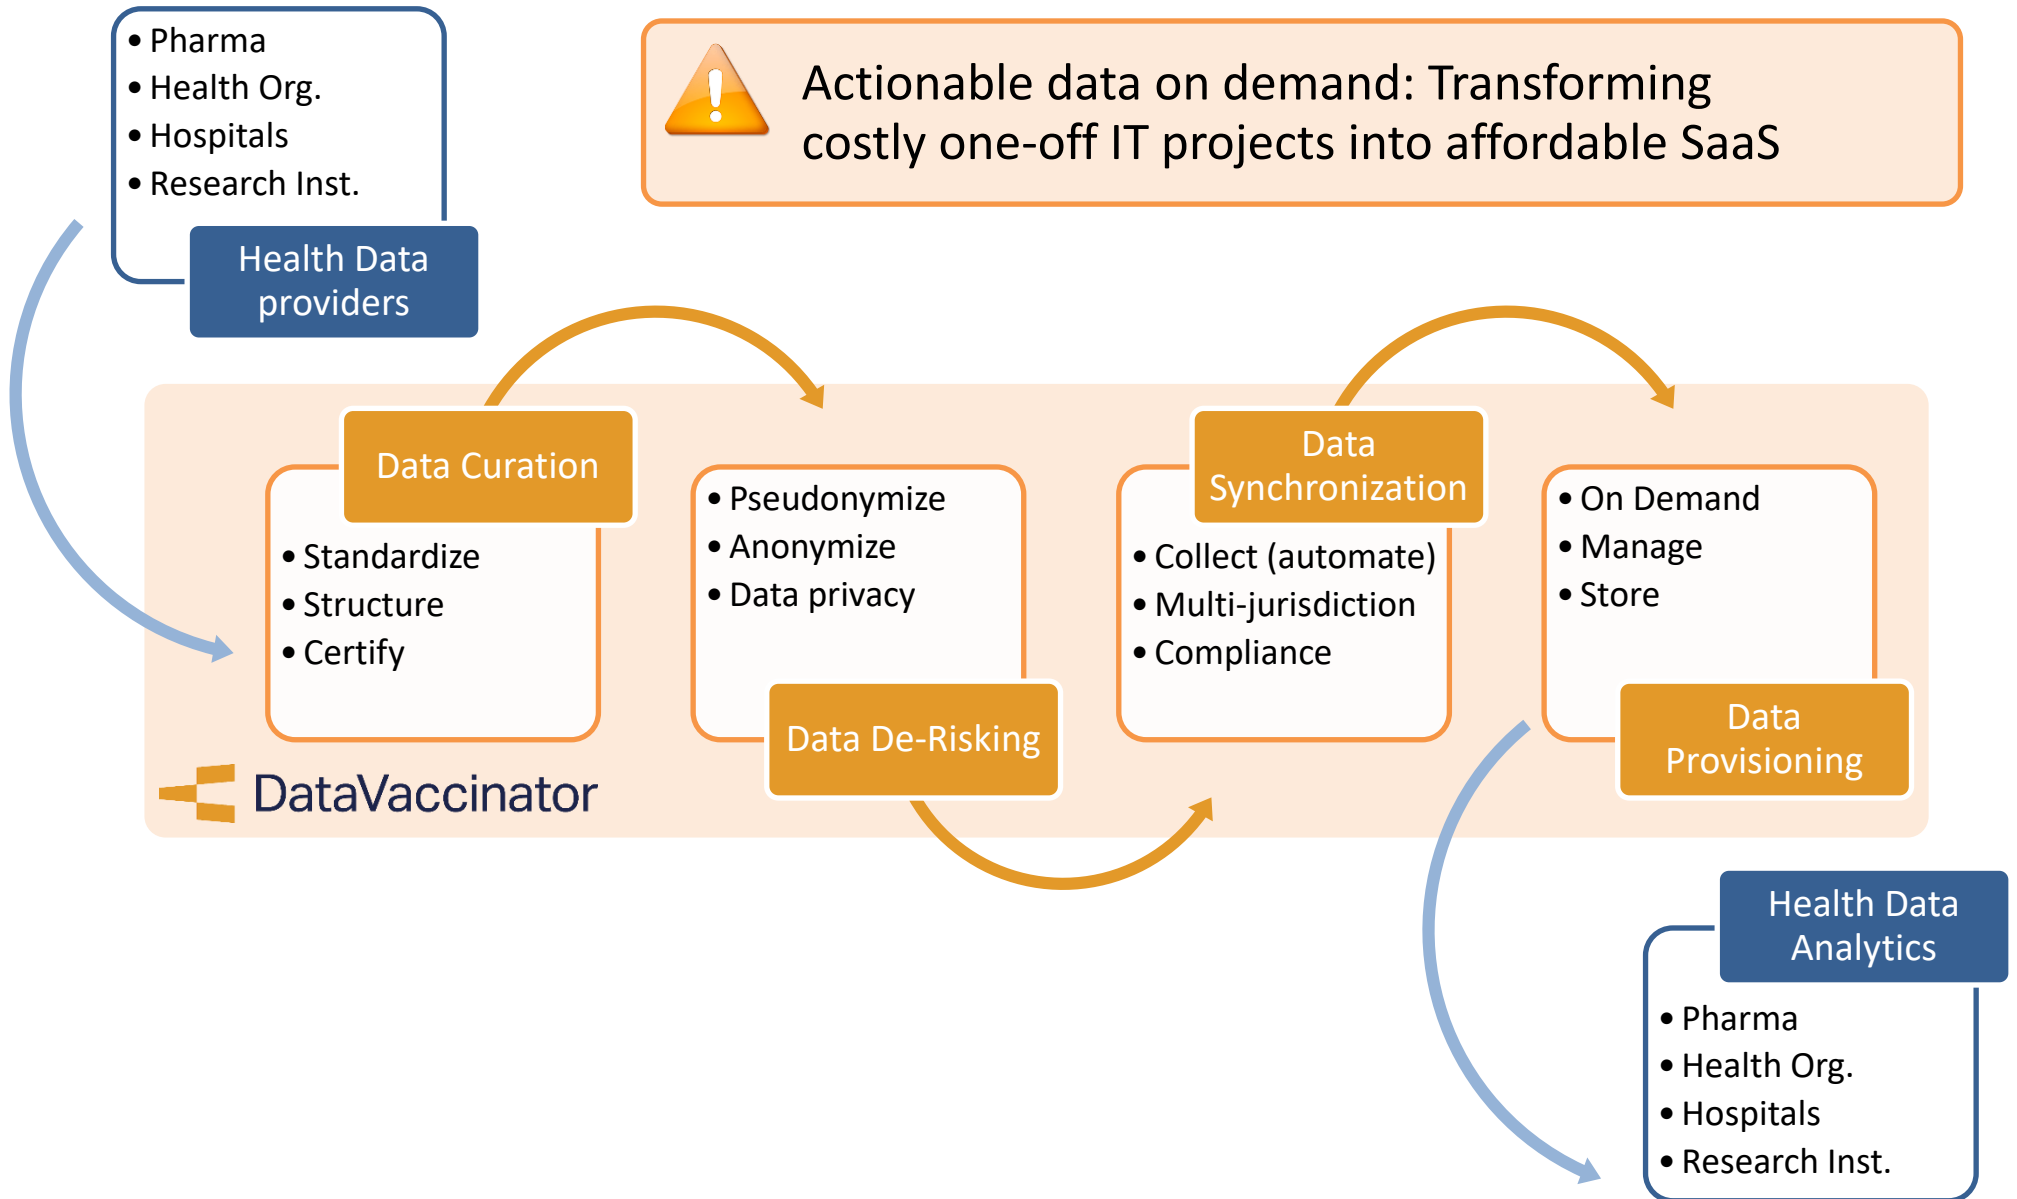 • Pharma
• Health Org.
• Hospitals
• Research Inst.
Health Data
providers
Actionable data on demand: Transforming
costly one-off IT projects into affordable SaaS
Data Curation
• Standardize
• Structure
• Certify
• Pseudonymize
• Anonymize
• Data privacy
Data De-Risking
Data
Synchronization
• Collect (automate)
• Multi-jurisdiction
• Compliance
• On Demand
• Manage
• Store
Data
Provisioning
DataVaccinator
Health Data
Analytics
• Pharma
• Health Org.
• Hospitals
• Research Inst.